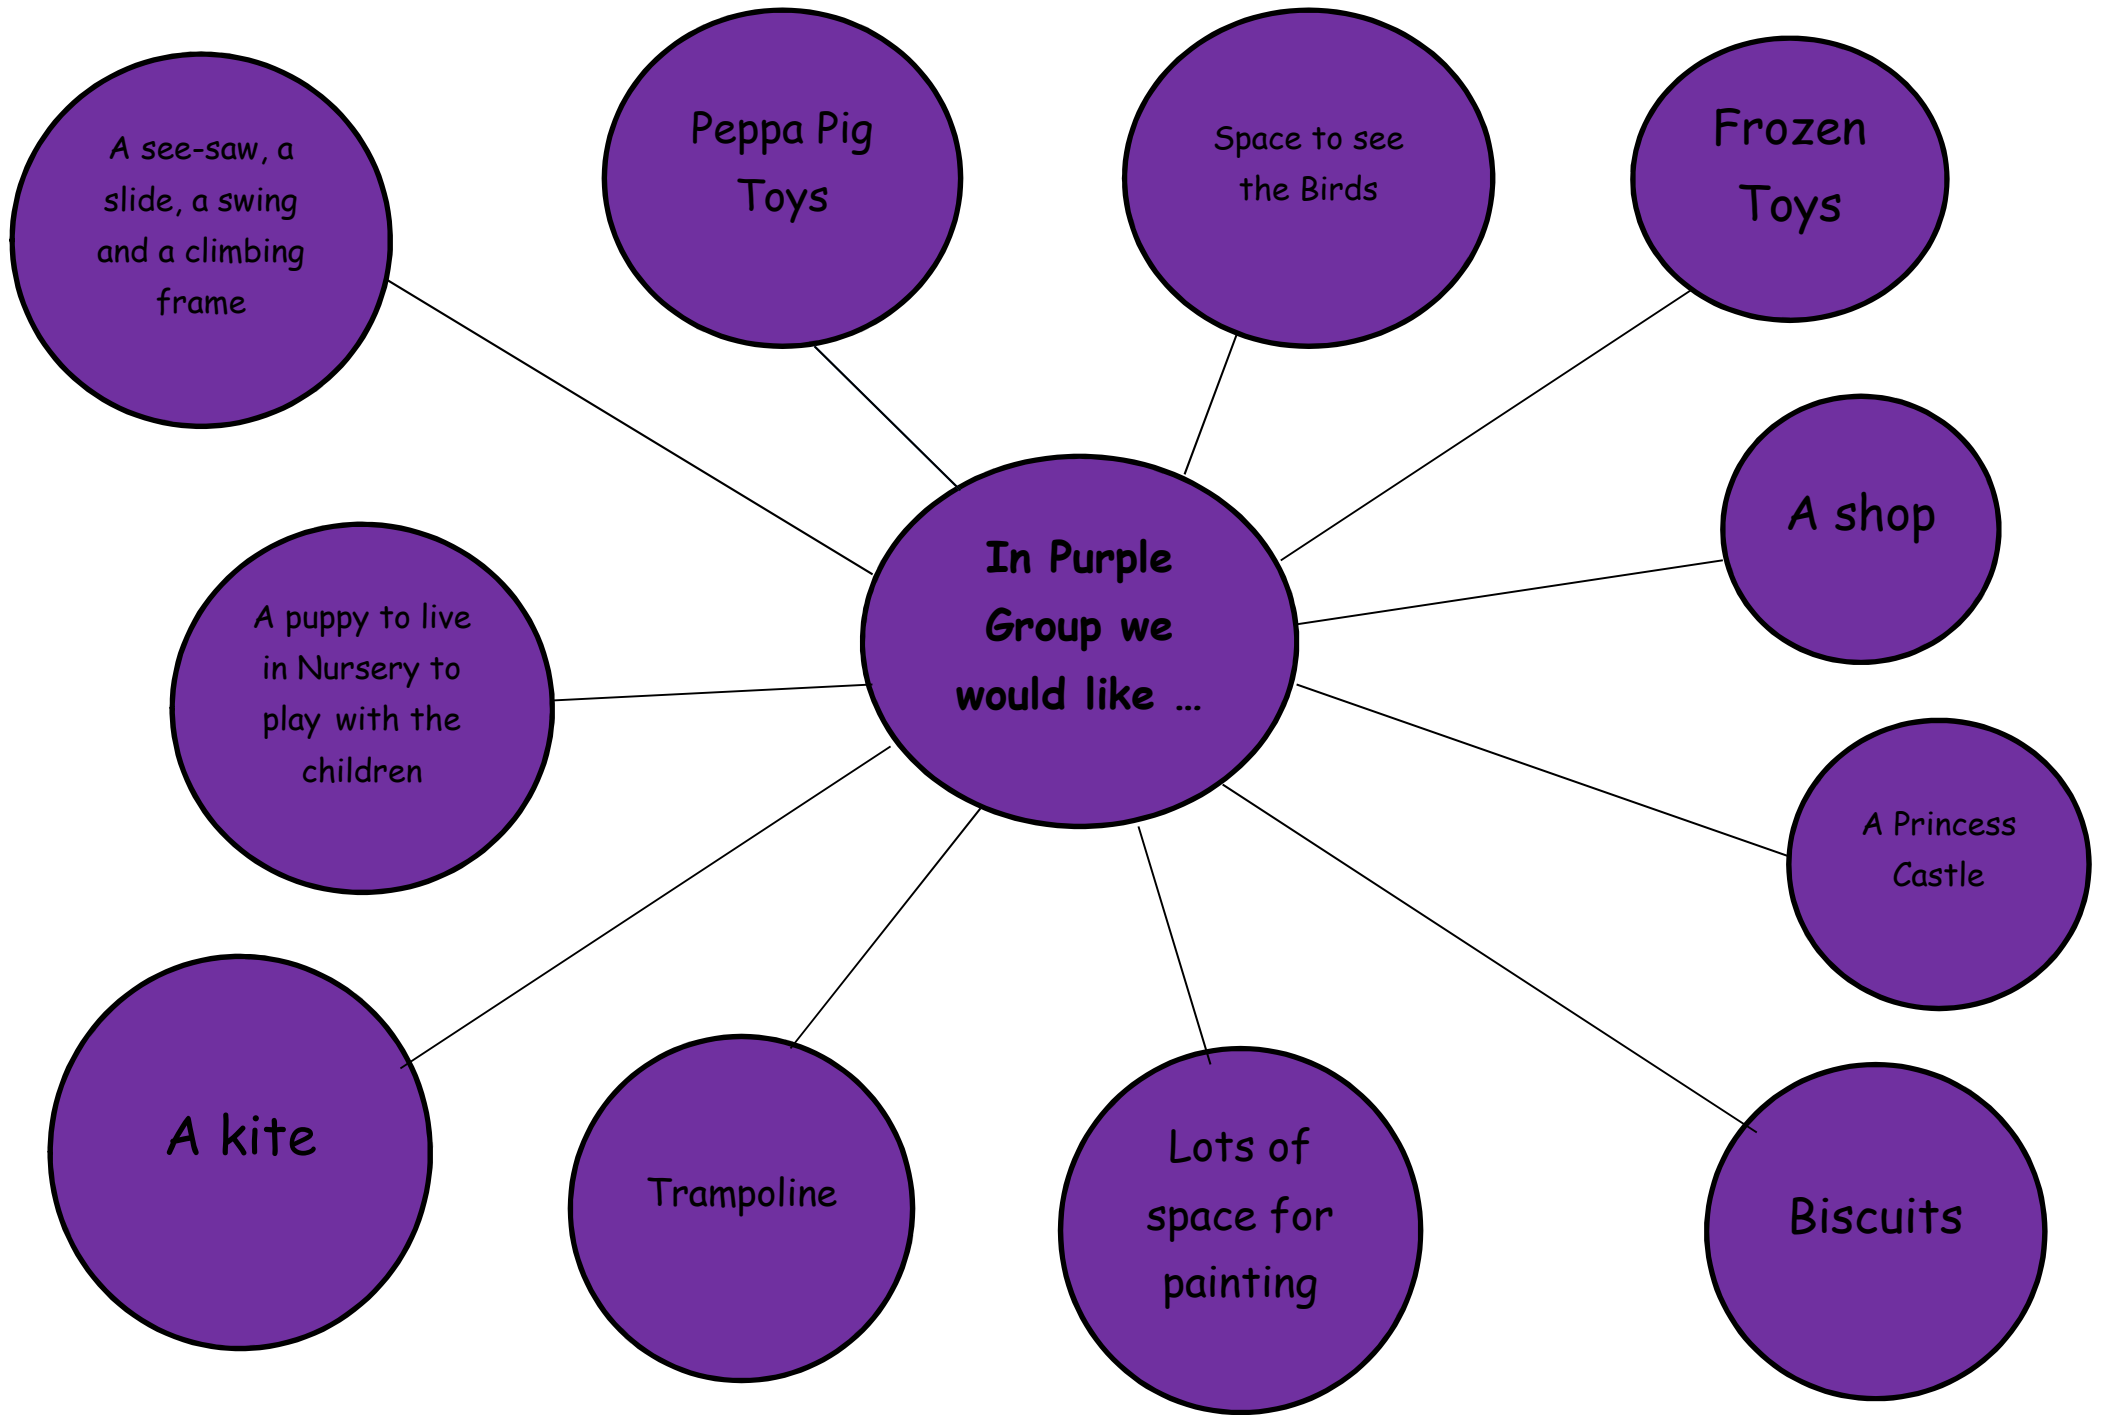 A see-saw, a
slide, a swing
and a climbing
frame
Peppa Pig
Toys
Space to see
the Birds
Frozen
Toys
A shop
In Purple
Group we
would like ...
A puppy to live
in Nursery to
play with the
children
A Princess
Castle
A kite
Trampoline
Lots of
space for
painting
Biscuits